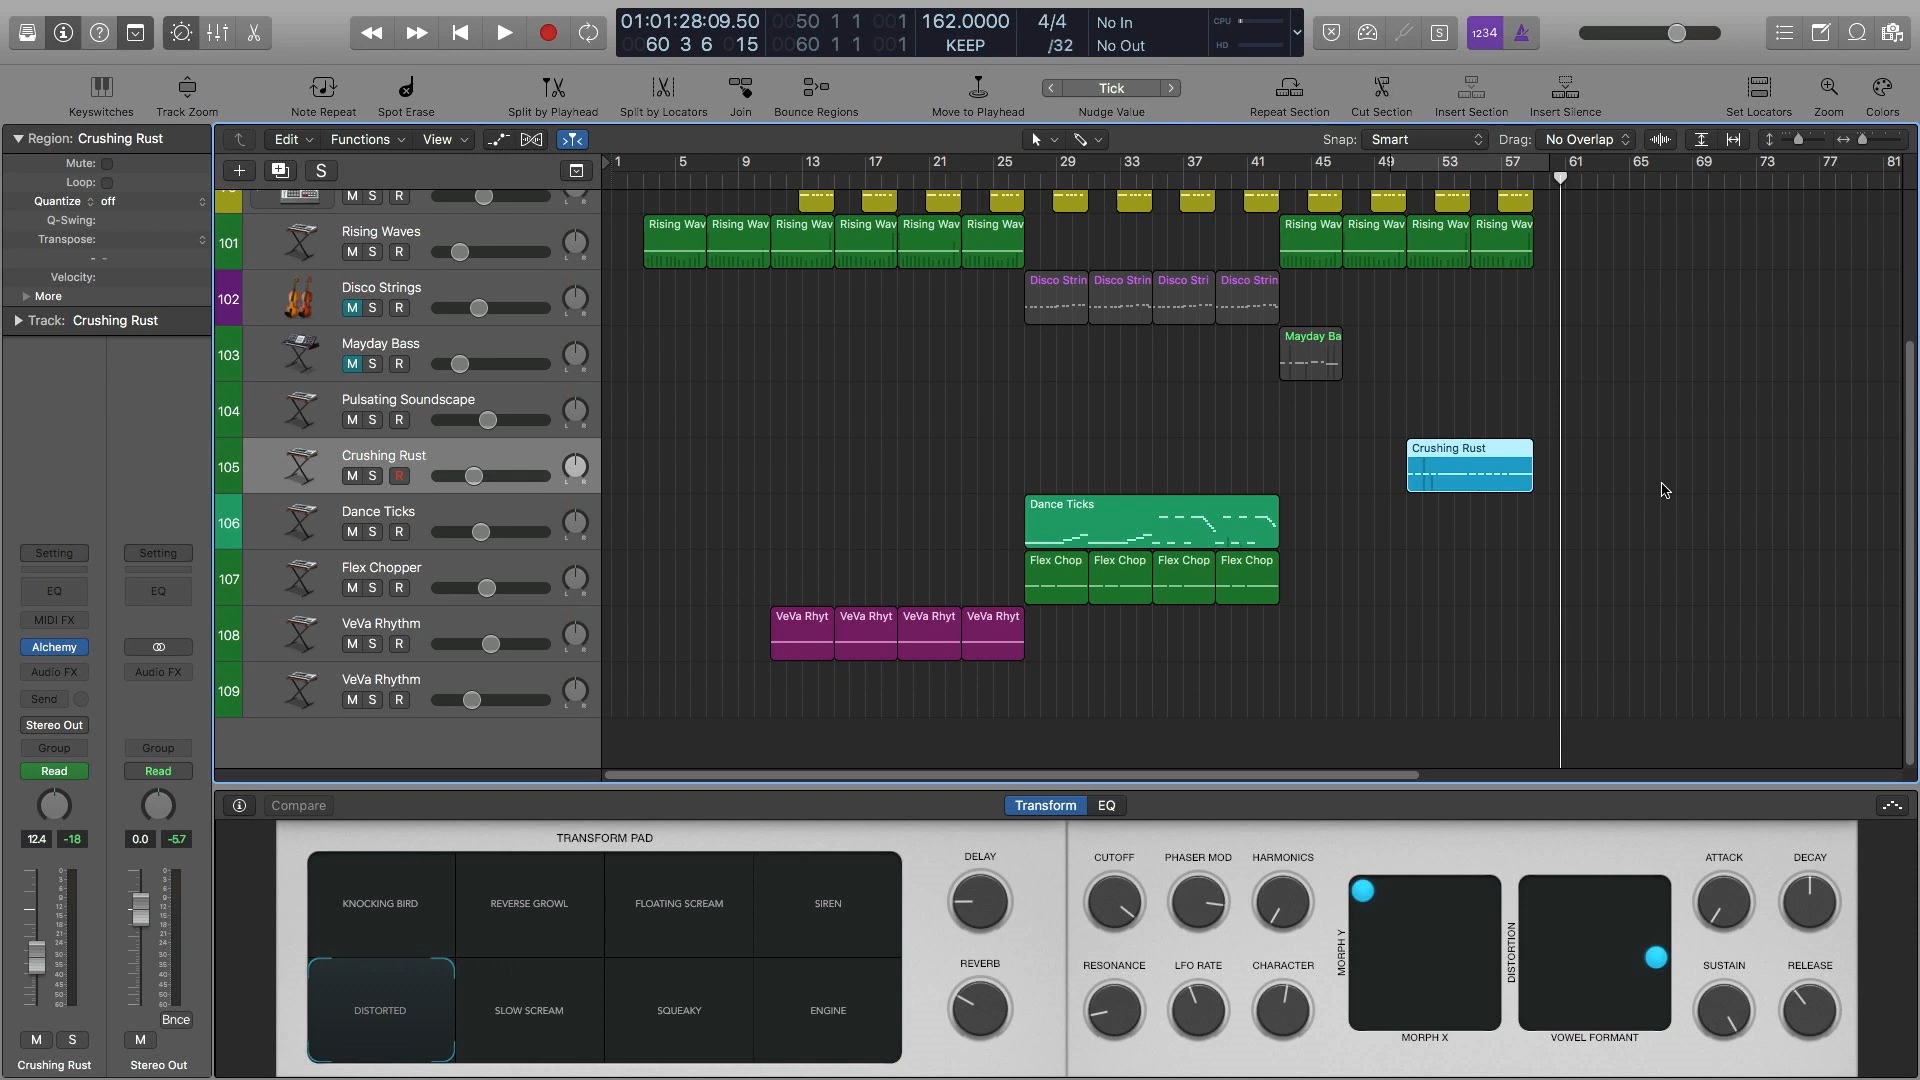 01:01:28:09.50 0050 1 1 001 162.0000 4/4 No In CPU 1234
0060 3 6 015 0060 1 1 001 KEEP /32 No Out HD
Keyswitches Track Zoom Note Repeat Spot Erase Split by Playhead Split by Locators Join Bounce Regions Move to Playhead Tick Nudge Value Repeat Section Cut Section Insert Section Insert Silence Set Locators Zoom Colors
Region: Crushing Rust
Mute:
Loop:
Quantize off
Q-Swing:
Transpose:
- -
Velocity:
More
Track: Crushing Rust
Edit Functions View Snap: Smart Drag: No Overlap
S
1 5 9 13 17 21 25 29 33 37 41 45 49 53 57 61 65 69 73 77 81
M S R
101 Rising Waves
M S R
Rising Wav Rising Wav Rising Wav Rising Wav Rising Wav Rising Wav Rising Wav Rising Wav Rising Wav Rising Wav
102 Disco Strings
M S R
Disco Strin Disco Strin Disco Stri Disco Strin
103 Mayday Bass
M S R
Mayday Ba
104 Pulsating Soundscape
M S R
105 Crushing Rust
M S R
Crushing Rust
106 Dance Ticks
M S R
Dance Ticks
107 Flex Chopper
M S R
Flex Chop Flex Chop Flex Chop Flex Chop
108 VeVa Rhythm
M S R
VeVa Rhyt VeVa Rhyt VeVa Rhyt VeVa Rhyt
109 VeVa Rhythm
M S R
Setting Setting
EQ EQ
MIDI FX
Alchemy
Audio FX Audio FX
Send
Stereo Out
Group Group
Read Read
12.4 -18 0.0 -5.7
Bnce
M S M
Crushing Rust Stereo Out
Compare Transform EQ
TRANSFORM PAD
KNOCKING BIRD REVERSE GROWL FLOATING SCREAM SIREN
DISTORTED SLOW SCREAM SQUEAKY ENGINE
DELAY
REVERB
CUTOFF PHASER MOD HARMONICS
RESONANCE LFO RATE CHARACTER
MORPH Y
MORPH X
DISTORTION
VOWEL FORMANT
ATTACK DECAY
SUSTAIN RELEASE